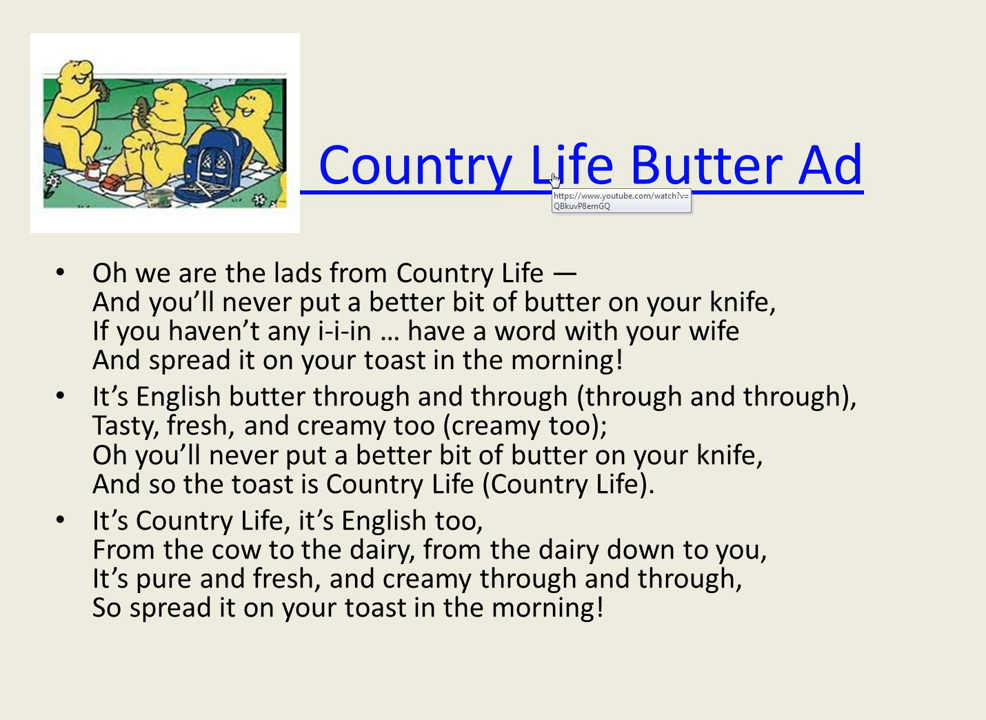 Country Life Butter Ad
https://www.youtube.com/watch?v=
QBkuvP8emGQ
• Oh we are the lads from Country Life —
And you’ll never put a better bit of butter on your knife,
If you haven’t any i-i-in … have a word with your wife
And spread it on your toast in the morning!
• It’s English butter through and through (through and through),
Tasty, fresh, and creamy too (creamy too);
Oh you’ll never put a better bit of butter on your knife,
And so the toast is Country Life (Country Life).
• It’s Country Life, it’s English too,
From the cow to the dairy, from the dairy down to you,
It’s pure and fresh, and creamy through and through,
So spread it on your toast in the morning!